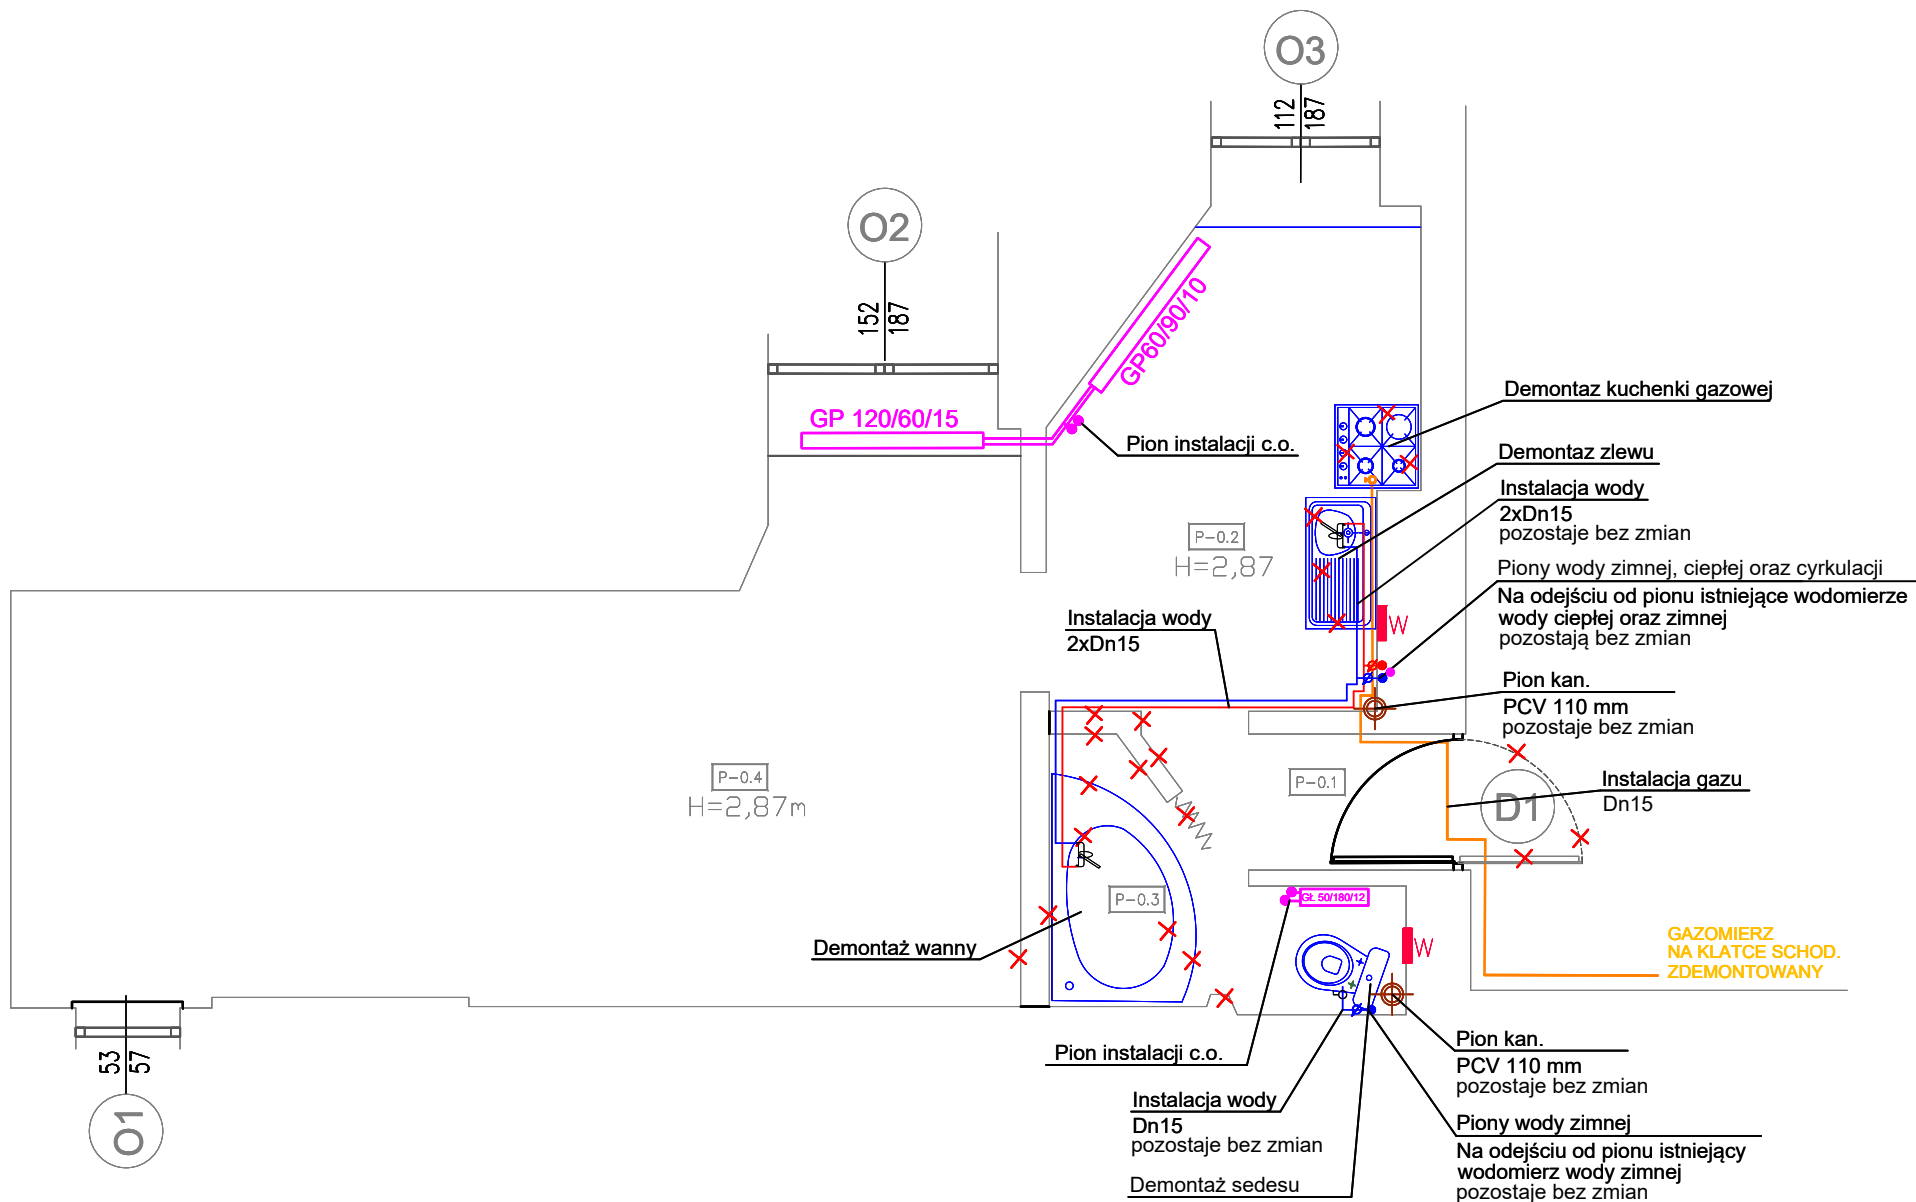 O3
112
187
O2
152
187
GP60/90/10
GP 120/60/15
Pion instalacji c.o.
Demontaz kuchenki gazowej
Demontaz zlewu
Instalacja wody
2xDn15
pozostaje bez zmian
P-0.2
H=2,87
Piony wody zimnej, ciepłej oraz cyrkulacji
Na odejściu od pionu istniejące wodomierze
wody ciepłej oraz zimnej
pozostają bez zmian
W
Instalacja wody
2xDn15
Pion kan.
PCV 110 mm
pozostaje bez zmian
P-0.4
H=2,87m
P-0.1
D1
Instalacja gazu
Dn15
P-0.3
GŁ 50/180/12
Demontaż wanny
W
GAZOMIERZ
NA KLATCE SCHOD.
ZDEMONTOWANY
53
57
O1
Pion instalacji c.o.
Pion kan.
PCV 110 mm
pozostaje bez zmian
Instalacja wody
Dn15
pozostaje bez zmian
Piony wody zimnej
Na odejściu od pionu istniejący
wodomierz wody zimnej
pozostaje bez zmian
Demontaż sedesu